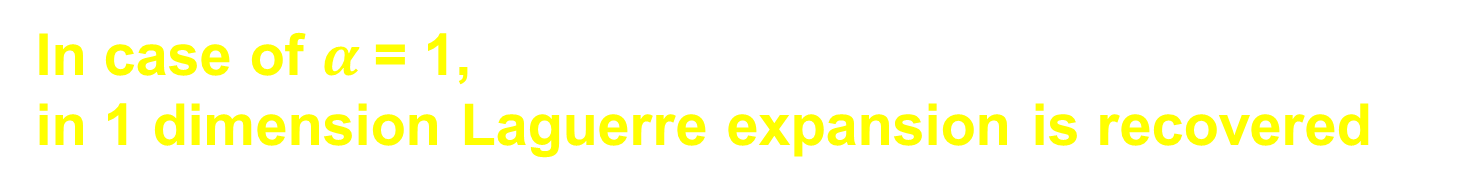 In case of α = 1,
in 1 dimension Laguerre expansion is recovered